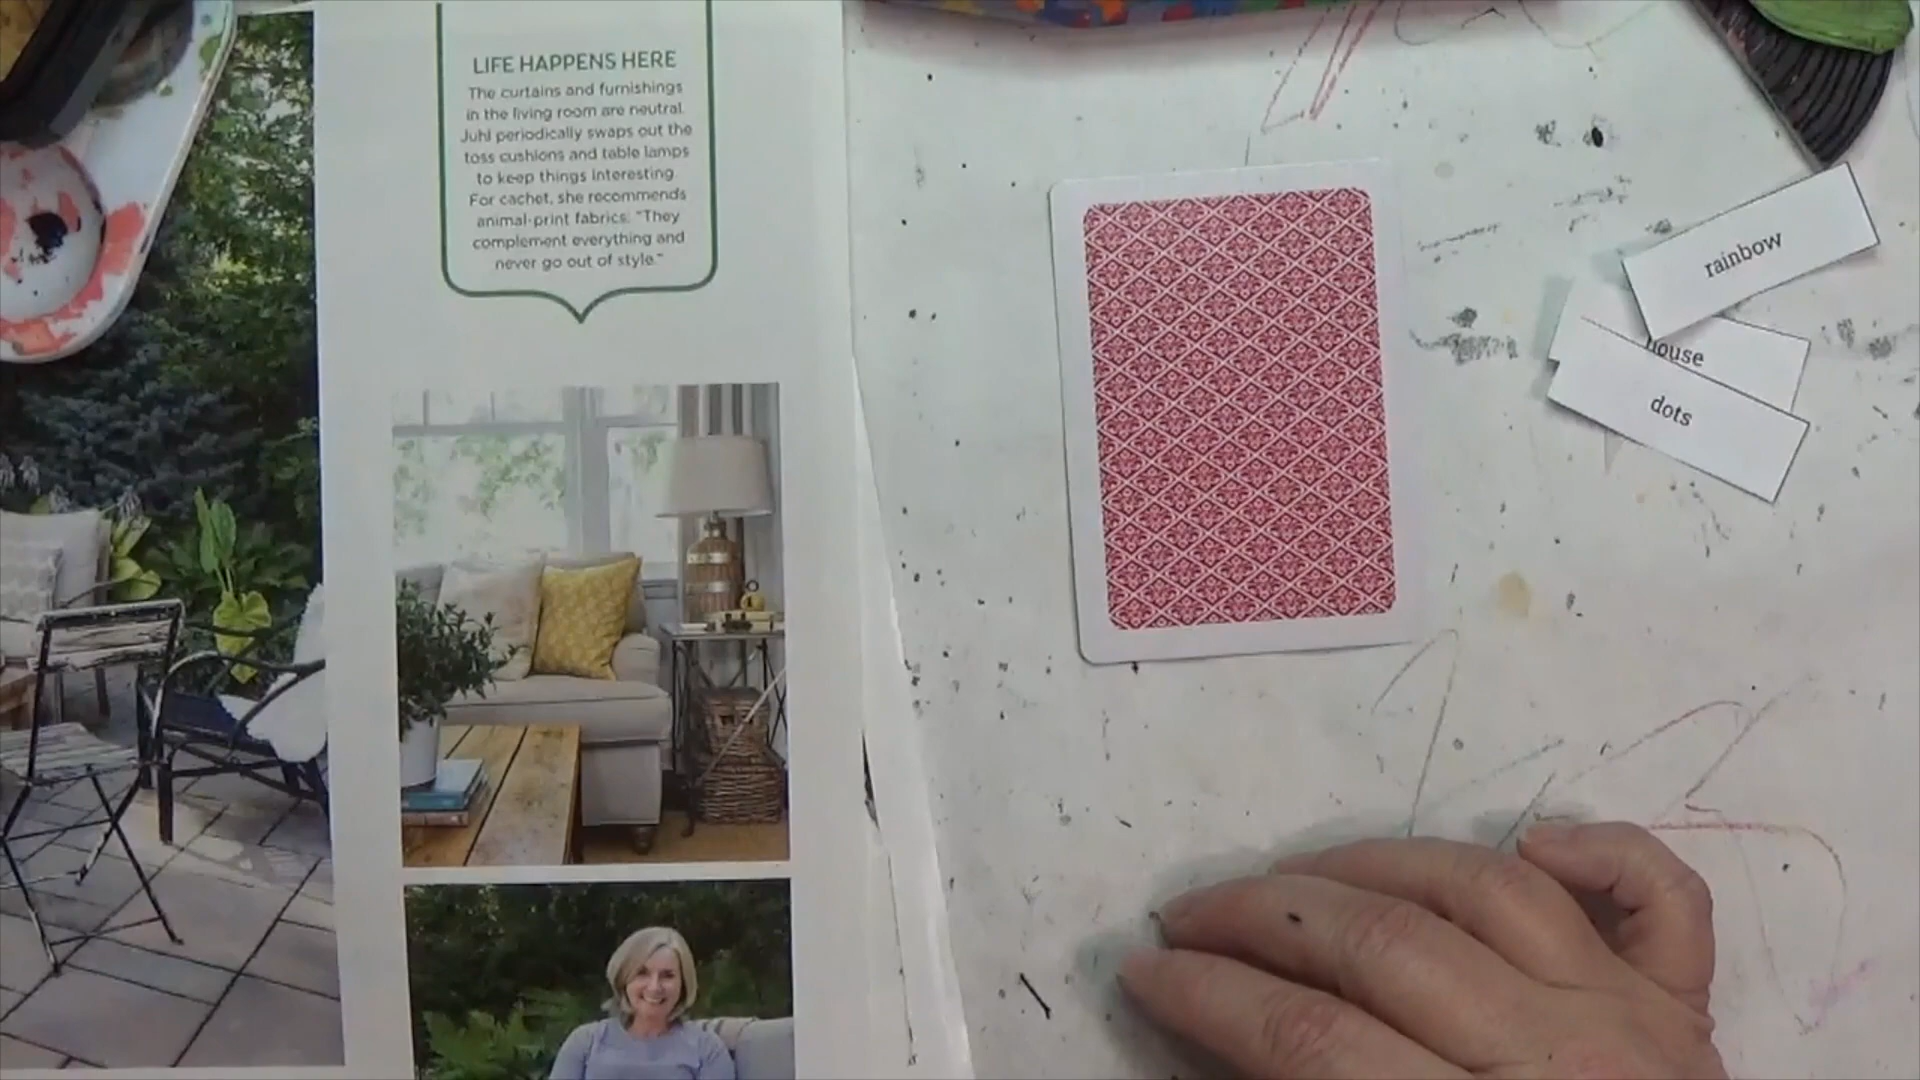 LIFE HAPPENS HERE
The curtains and furnishings
in the living room are neutral.
Juhl periodically swaps out the
toss cushions and table lamps
to keep things interesting.
For cachet, she recommends
animal-print fabrics. "They
complement everything and
never go out of style."
rainbow
house
dots